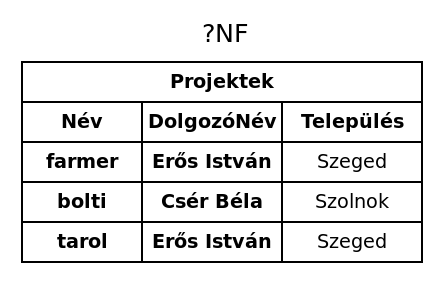 ?NF
Projektek
Név DolgozóNév Település
farmer Erős István Szeged
bolti Csér Béla Szolnok
tarol Erős István Szeged